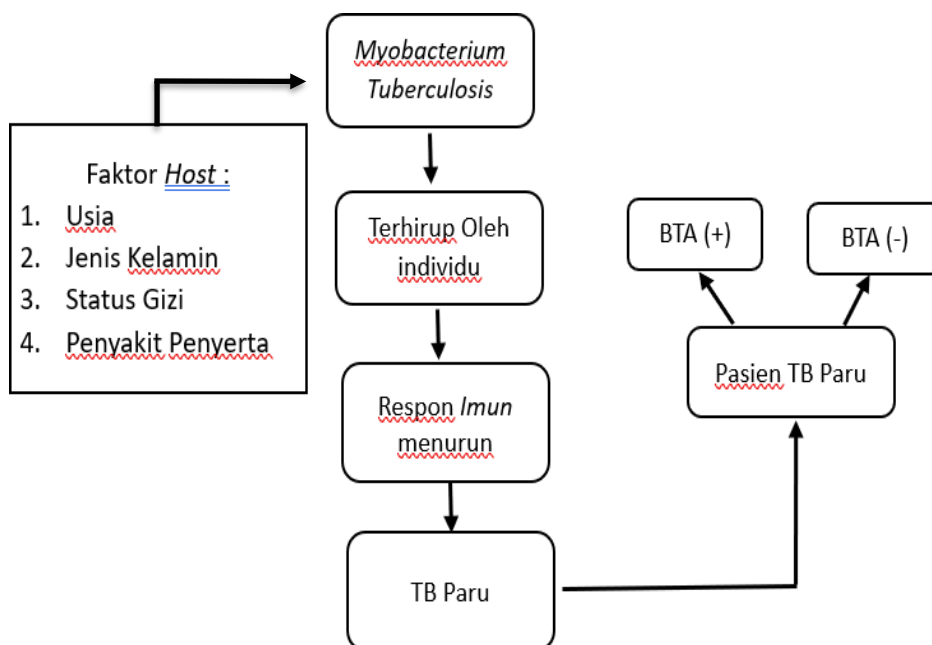 Myobacterium
Tuberculosis
Faktor Host :
1. Usia
2. Jenis Kelamin
3. Status Gizi
4. Penyakit Penyerta
Terhirup Oleh
individu
BTA (+)
BTA (-)
Respon Imun
menurun
Pasien TB Paru
TB Paru